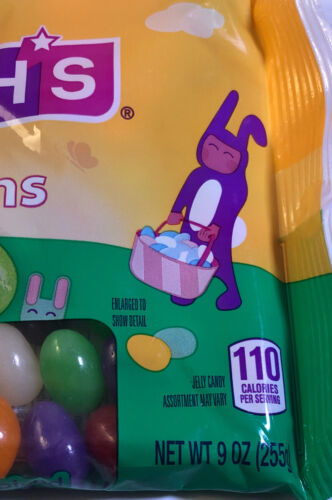 HS
®
ns
ENLARGED TO
SHOW DETAIL
JELLY CANDY
ASSORTMENT MAY VARY
110
CALORIES
PER SERVING
NET WT 9 OZ (255g